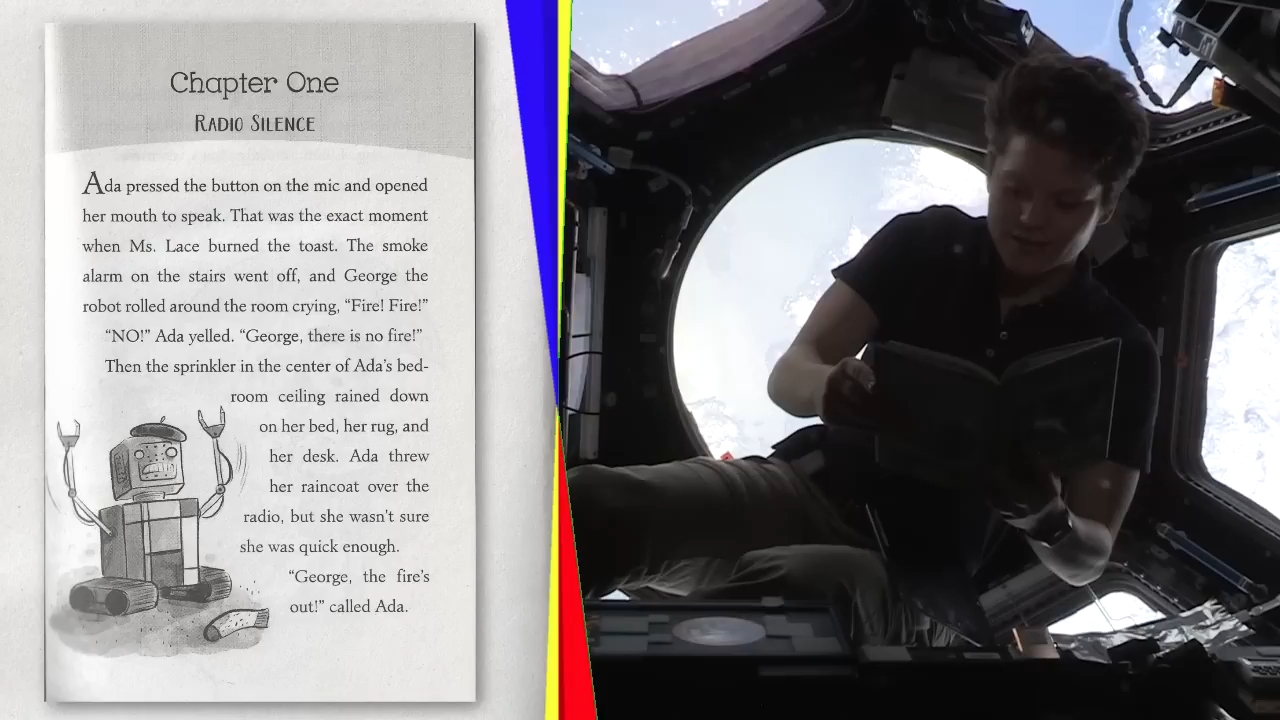 Chapter One
RADIO SILENCE
Ada pressed the button on the mic and opened
her mouth to speak. That was the exact moment
when Ms. Lace burned the toast. The smoke
alarm on the stairs went off, and George the
robot rolled around the room crying, “Fire! Fire!”
“NO!” Ada yelled. “George, there is no fire!”
Then the sprinkler in the center of Ada’s bed-
room ceiling rained down
on her bed, her rug, and
her desk. Ada threw
her raincoat over the
radio, but she wasn’t sure
she was quick enough.
“George, the fire’s
out!” called Ada.